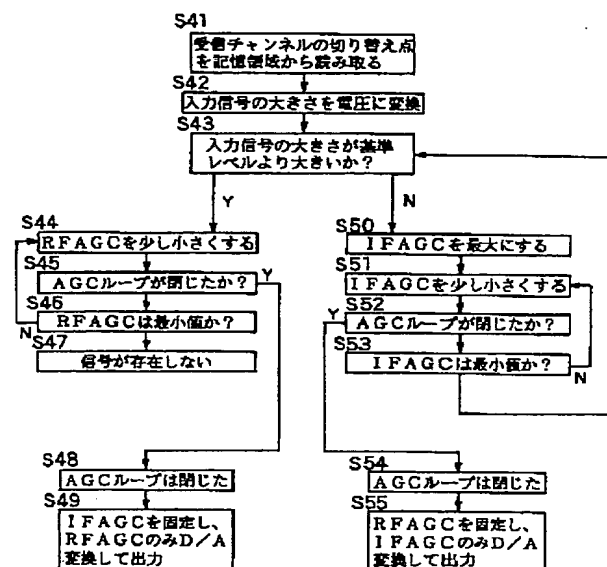 S41
受信チャンネルの切り替え点
を記憶領域から読み取る
S42
入力信号の大きさを電圧に変換
S43
入力信号の大きさが基準
レベルより大きいか?
Y
N
S44
RFAGCを少し小さくする
S45
AGCループが閉じたか?
Y
S46
RFAGCは最小値か?
N
S47
信号が存在しない
S48
AGCループは閉じた
S49
IFAGCを固定し、
RFAGCのみD/A
変換して出力
S50
IFAGCを最大にする
S51
IFAGCを少し小さくする
S52
Y
AGCループが閉じたか?
S53
IFAGCは最小値か?
N
S54
AGCループは閉じた
S55
RFAGCを固定し、
IFAGCのみD/A
変換して出力